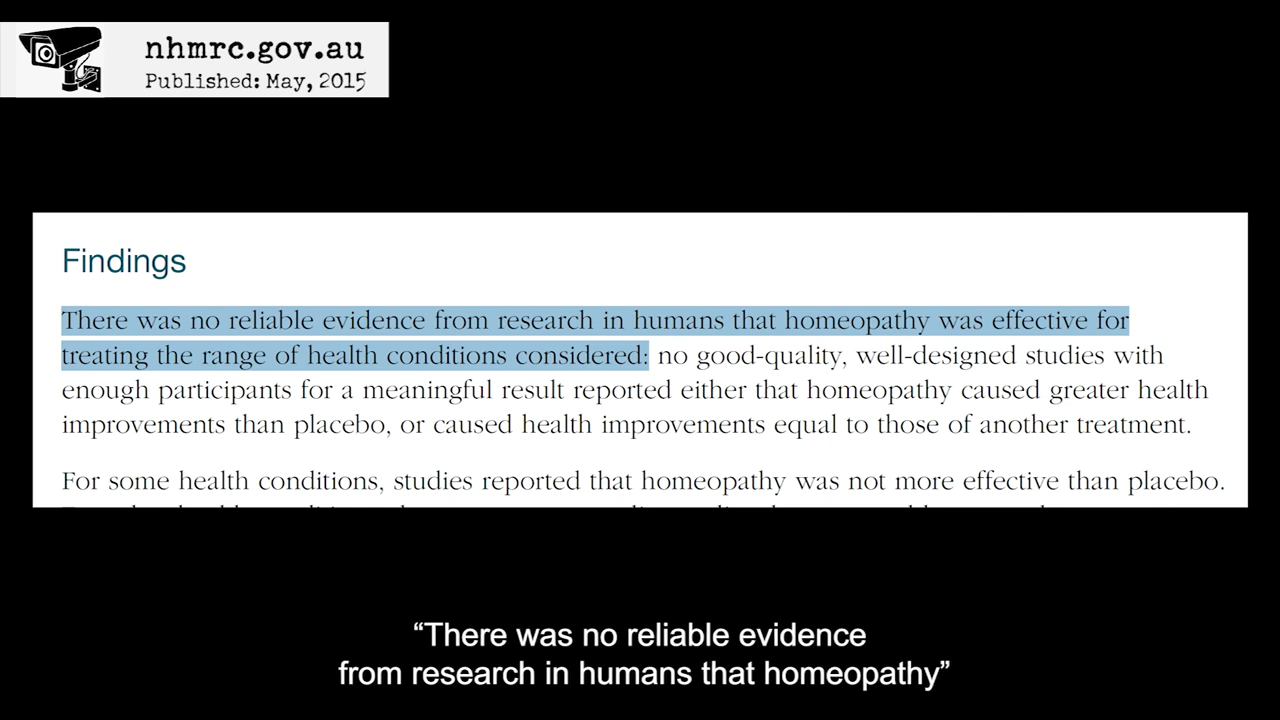 nhmrc.gov.au
Published: May, 2015
Findings
There was no reliable evidence from research in humans that homeopathy was effective for
treating the range of health conditions considered: no good-quality, well-designed studies with
enough participants for a meaningful result reported either that homeopathy caused greater health
improvements than placebo, or caused health improvements equal to those of another treatment.
For some health conditions, studies reported that homeopathy was not more effective than placebo.
“There was no reliable evidence
from research in humans that homeopathy”